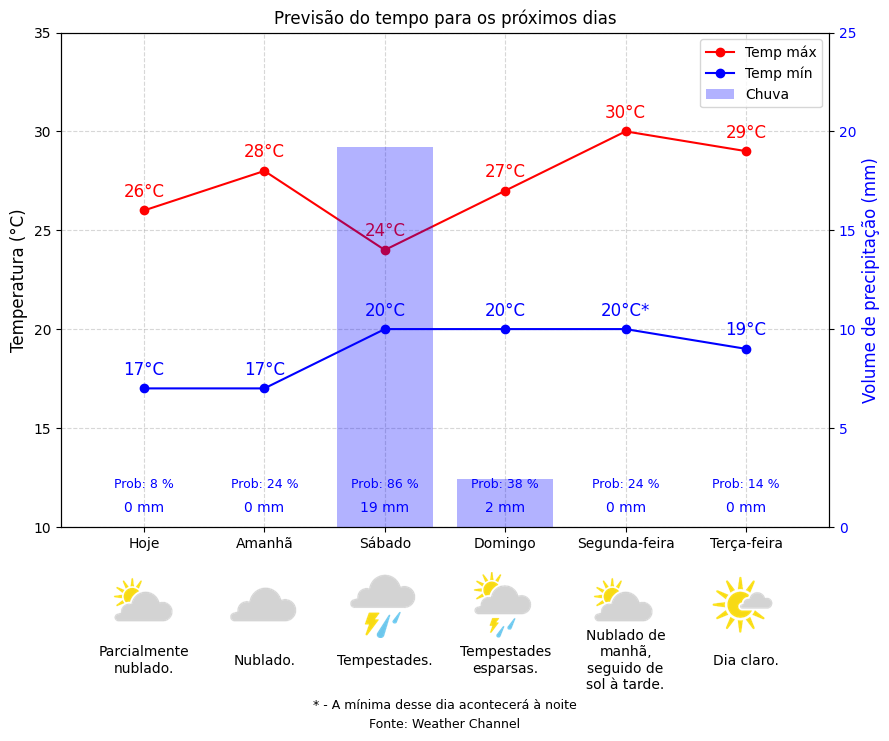 Previsão do tempo para os próximos dias
35
30
25
20
15
10
Temperatura (°C)
25
20
15
10
5
0
Volume de precipitação (mm)
Temp máx
Temp mín
Chuva
26°C
28°C
24°C
27°C
30°C
29°C
17°C
17°C
20°C
20°C
20°C*
19°C
Prob: 8 %
Prob: 24 %
Prob: 86 %
Prob: 38 %
Prob: 24 %
Prob: 14 %
0 mm
0 mm
19 mm
2 mm
0 mm
0 mm
Hoje
Amanhã
Sábado
Domingo
Segunda-feira
Terça-feira
Parcialmente
nublado.
Nublado.
Tempestades.
Tempestades
esparsas.
Nublado de
manhã,
seguido de
sol à tarde.
Dia claro.
* - A mínima desse dia acontecerá à noite
Fonte: Weather Channel